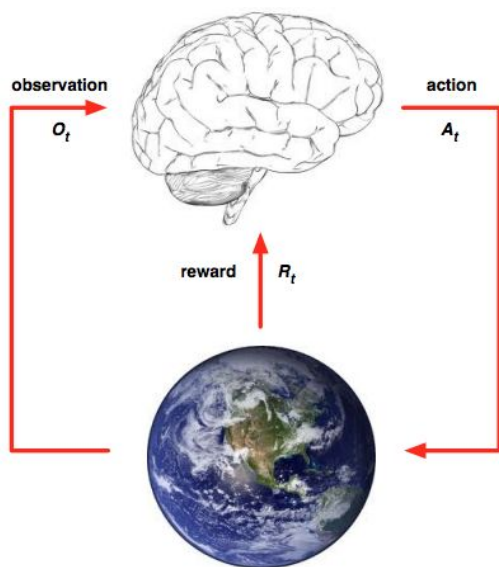 observation
action
O_t
A_t
reward
R_t